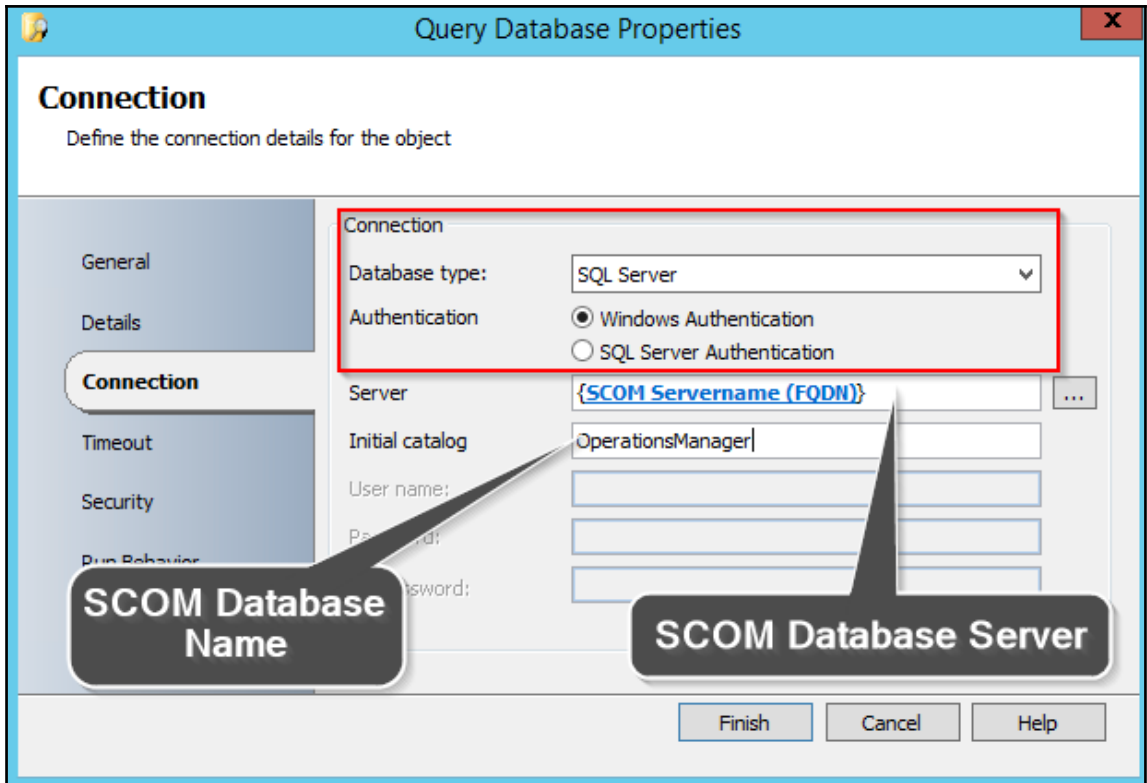 Query Database Properties
x
Connection
Define the connection details for the object
General
Details
Connection
Timeout
Security
Run Behavior
Connection
Database type:
SQL Server
Authentication
Windows Authentication
SQL Server Authentication
Server
{SCOM Servername (FQDN)}
...
Initial catalog
OperationsManager
User name:
SCOM Database
Name
SCOM Database Server
Finish
Cancel
Help